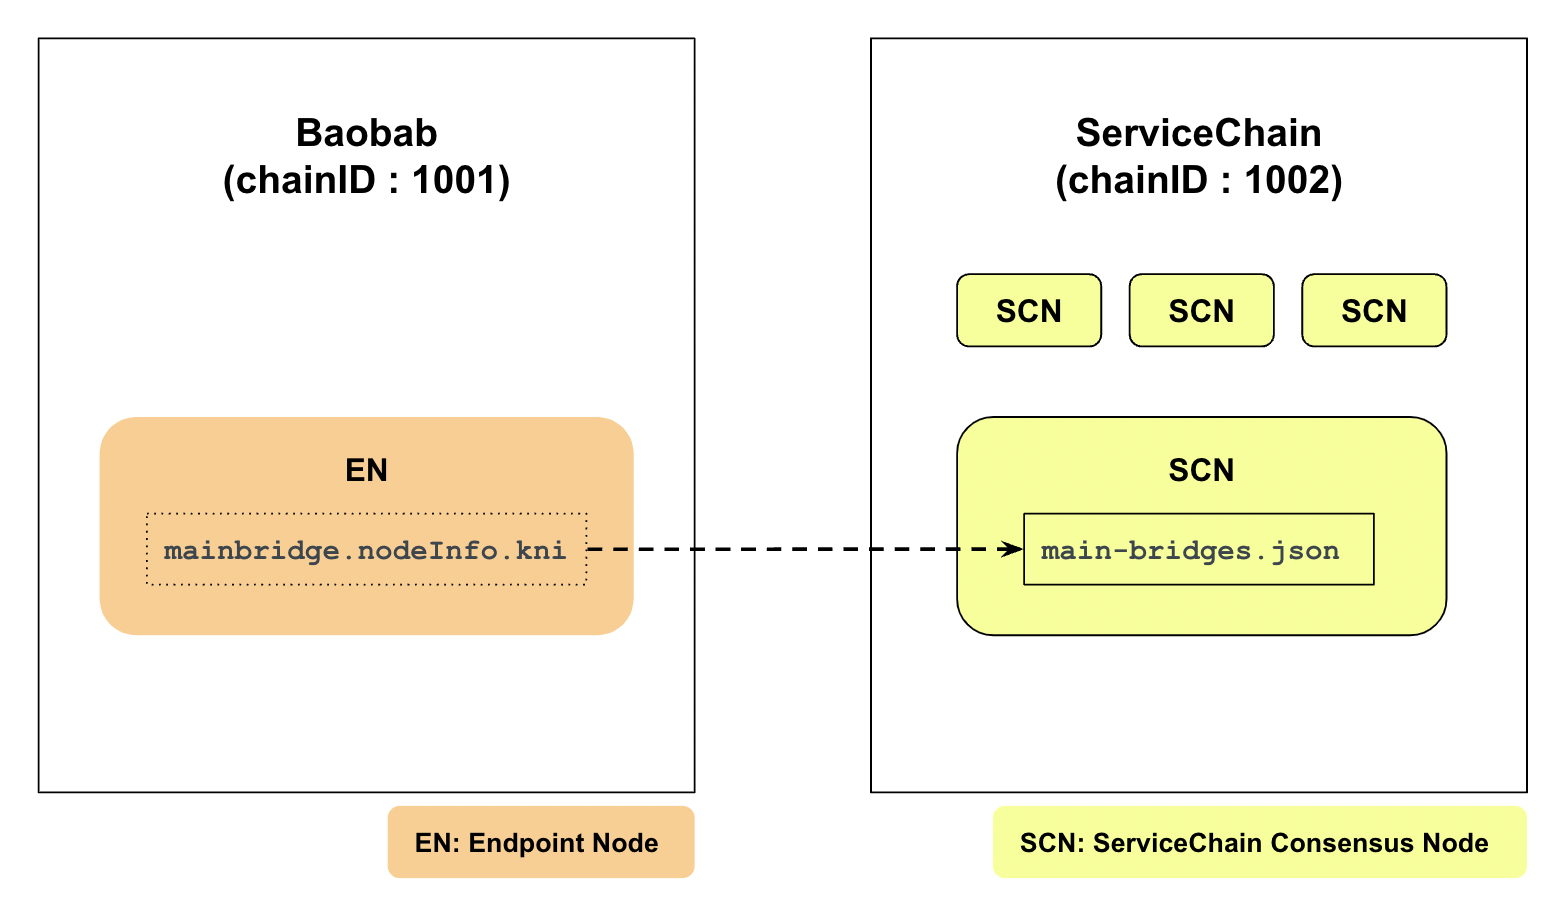 Baobab
(chainID : 1001)
ServiceChain
(chainID : 1002)
SCN
SCN
SCN
EN
mainbridge.nodeInfo.kni
SCN
main-bridges.json
EN: Endpoint Node
SCN: ServiceChain Consensus Node